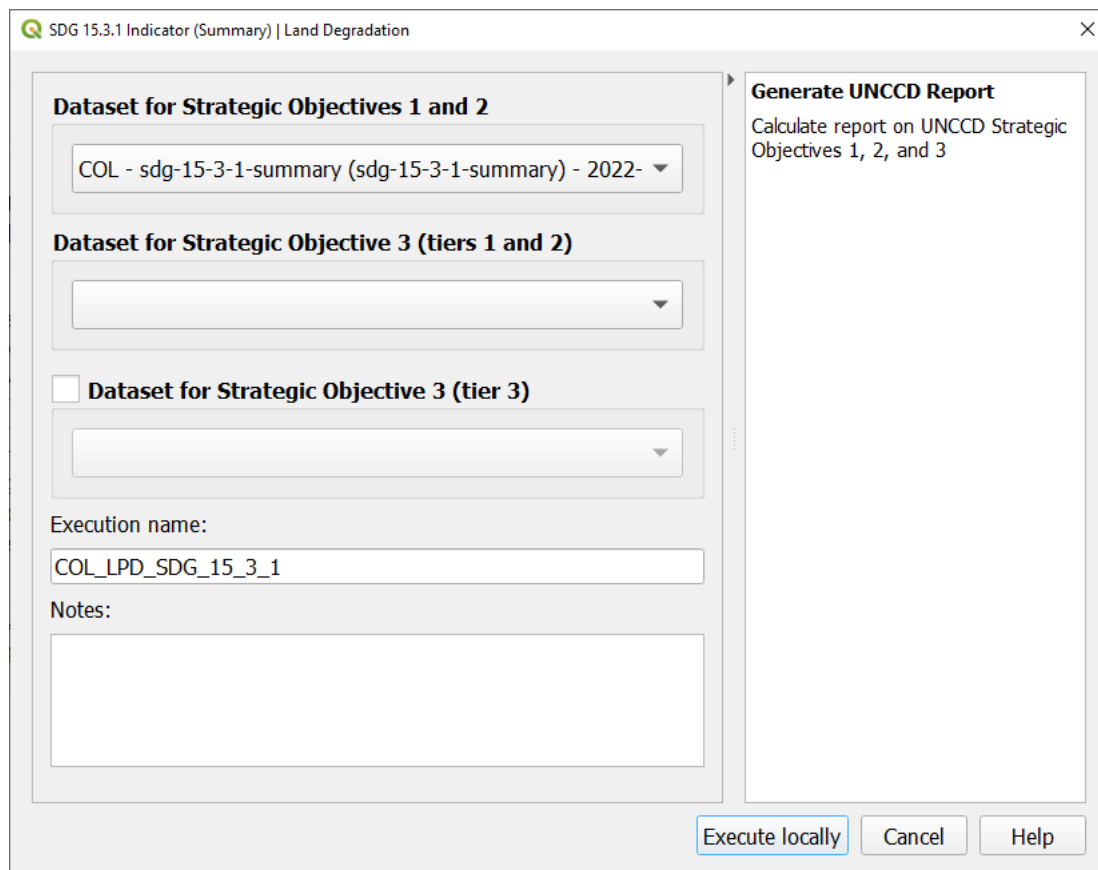 SDG 15.3.1 Indicator (Summary) | Land Degradation
Dataset for Strategic Objectives 1 and 2
COL - sdg-15-3-1-summary (sdg-15-3-1-summary) - 2022-
Dataset for Strategic Objective 3 (tiers 1 and 2)
Dataset for Strategic Objective 3 (tier 3)
Execution name:
COL_LPD_SDG_15_3_1
Notes:
Generate UNCCD Report
Calculate report on UNCCD Strategic
Objectives 1, 2, and 3
Execute locally
Cancel
Help